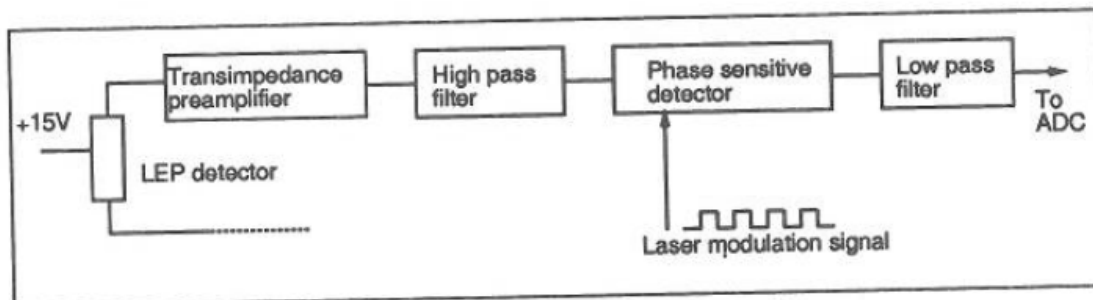 Transimpedance
preamplifier
High pass
filter
Phase sensitive
detector
Low pass
filter
To
ADC
+15V
LEP detector
Laser modulation signal